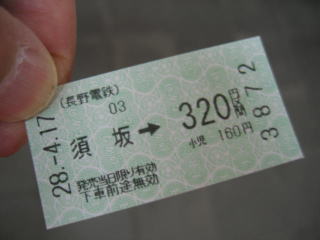 28.-4.17
(長野電鉄)
03
須 坂 → 320円区間
小児 160円
発売当日限り有効
下車前途無効
3872